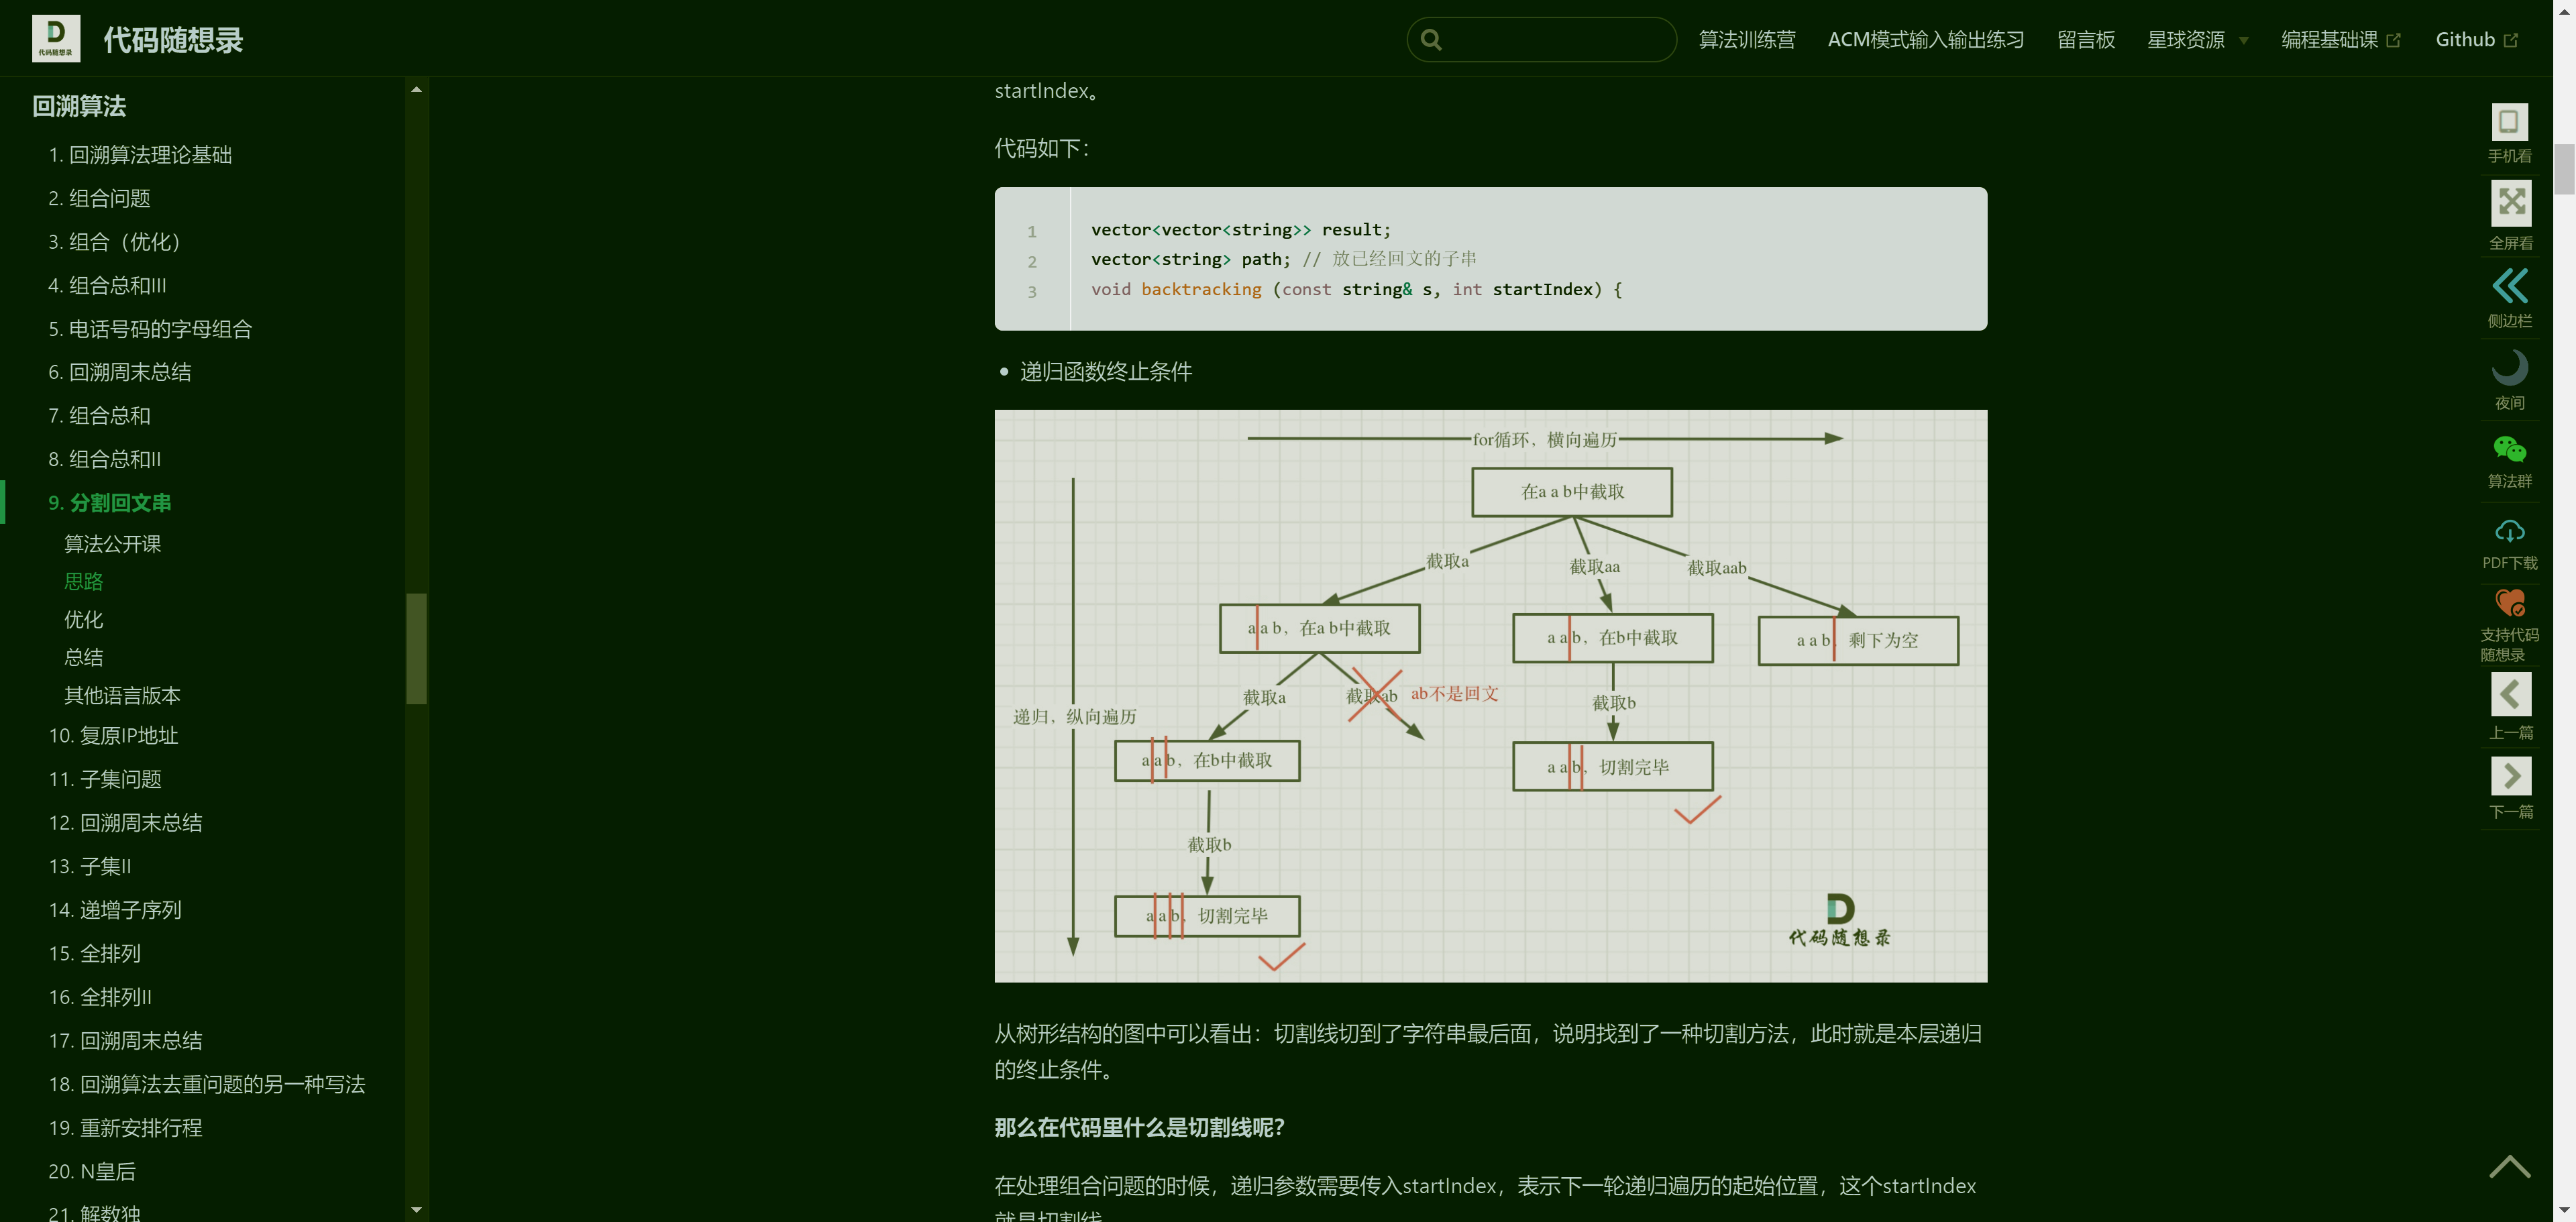 代码随想录
代码随想录
算法训练营
ACM模式输入输出练习
留言板
星球资源
编程基础课
Github
回溯算法
1. 回溯算法理论基础
2. 组合问题
3. 组合（优化）
4. 组合总和III
5. 电话号码的字母组合
6. 回溯周末总结
7. 组合总和
8. 组合总和II
9. 分割回文串
算法公开课
思路
优化
总结
其他语言版本
10. 复原IP地址
11. 子集问题
12. 回溯周末总结
13. 子集II
14. 递增子序列
15. 全排列
16. 全排列II
17. 回溯周末总结
18. 回溯算法去重问题的另一种写法
19. 重新安排行程
20. N皇后
21. 解数独
startIndex。
代码如下：
1 vector<vector<string>> result;
2 vector<string> path; // 放已经回文的子串
3 void backtracking (const string& s, int startIndex) {
• 递归函数终止条件
for循环，横向遍历
在a a b中截取
截取a
截取aa
截取aab
a a b，在a b中截取
a a b，在b中截取
a a b，剩下为空
截取a
截取ab
ab不是回文
截取b
递归，纵向遍历
a a b，在b中截取
a a b，切割完毕
截取b
a a b，切割完毕
代码随想录
从树形结构的图中可以看出：切割线切到了字符串最后面，说明找到了一种切割方法，此时就是本层递归
的终止条件。
那么在代码里什么是切割线呢？
在处理组合问题的时候，递归参数需要传入startIndex，表示下一轮递归遍历的起始位置，这个startIndex
就是切割线
手机看
全屏看
侧边栏
夜间
算法群
PDF下载
支持代码
随想录
上一篇
下一篇